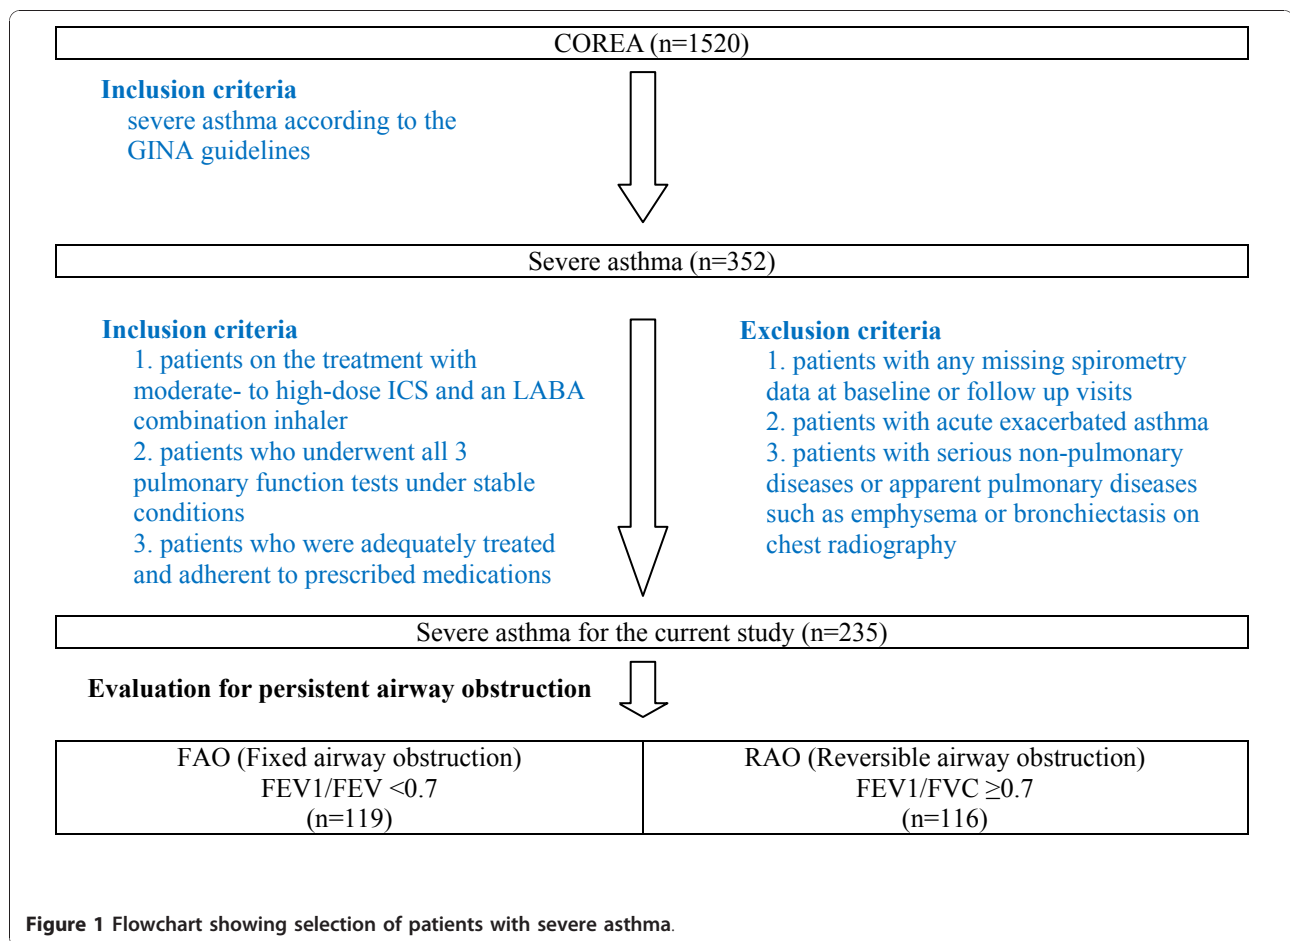 COREA (n=1520)
Inclusion criteria
severe asthma according to the
GINA guidelines
Severe asthma (n=352)
Inclusion criteria
1. patients on the treatment with
moderate- to high-dose ICS and an LABA
combination inhaler
2. patients who underwent all 3
pulmonary function tests under stable
conditions
3. patients who were adequately treated
and adherent to prescribed medications
Exclusion criteria
1. patients with any missing spirometry
data at baseline or follow up visits
2. patients with acute exacerbated asthma
3. patients with serious non-pulmonary
diseases or apparent pulmonary diseases
such as emphysema or bronchiectasis on
chest radiography
Severe asthma for the current study (n=235)
Evaluation for persistent airway obstruction
FAO (Fixed airway obstruction)
FEV1/FEV <0.7
(n=119)
RAO (Reversible airway obstruction)
FEV1/FVC ≥0.7
(n=116)
Figure 1 Flowchart showing selection of patients with severe asthma.